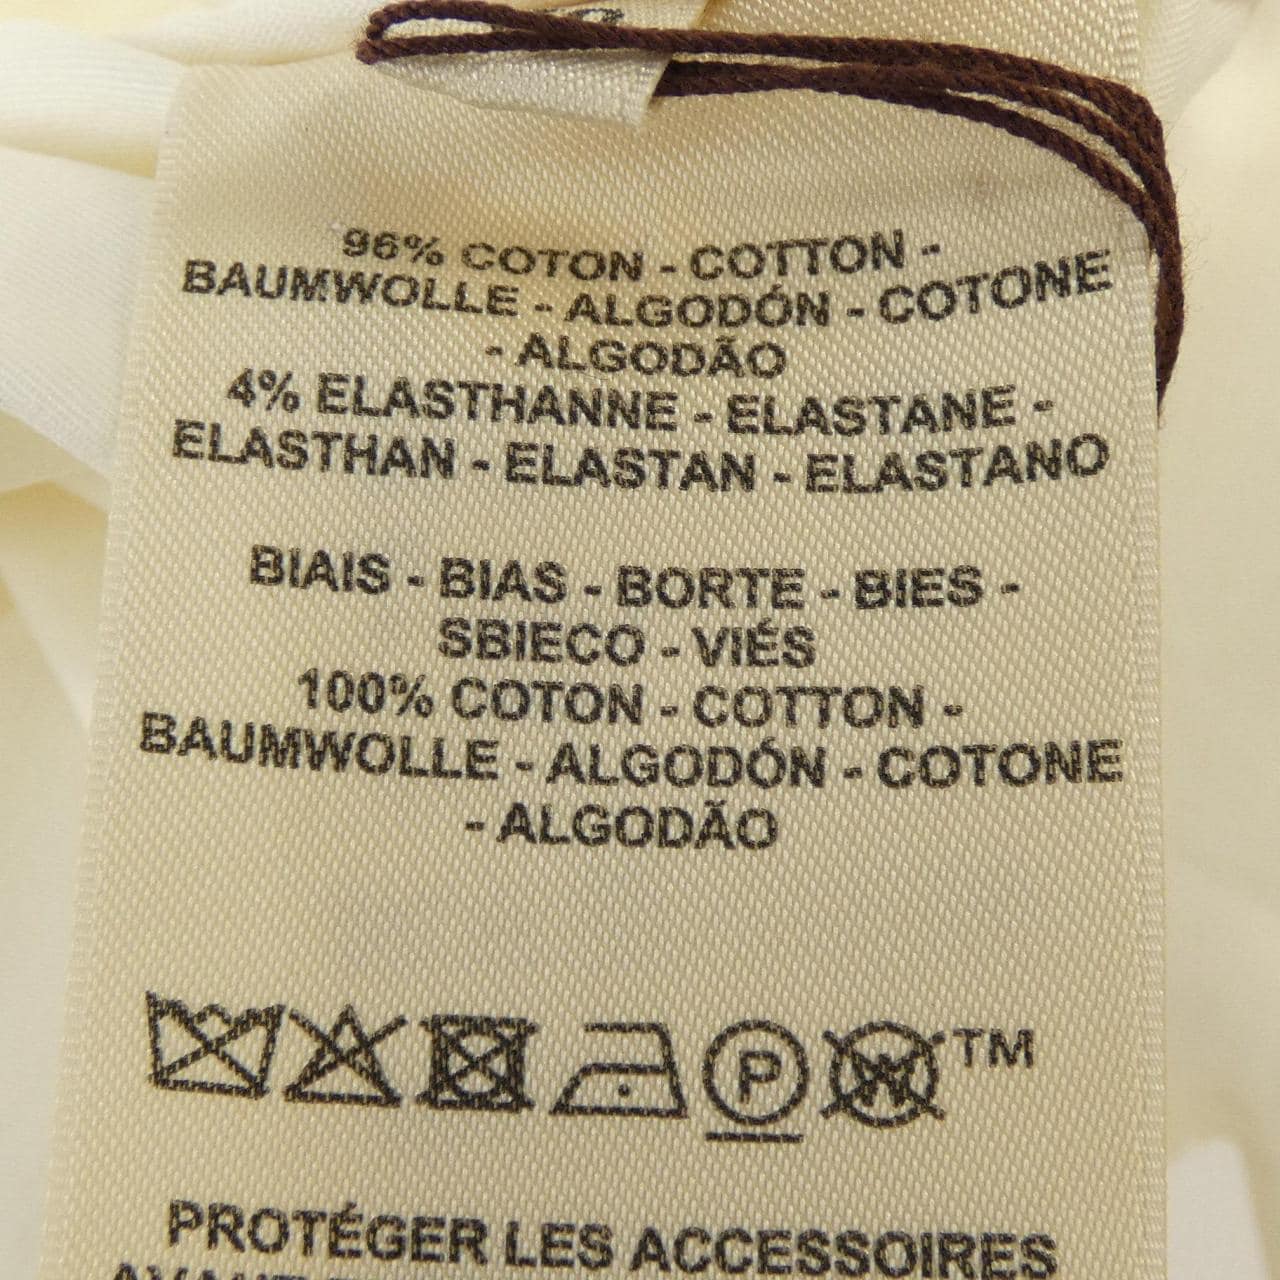 96% COTON - COTTON -
BAUMWOLLE - ALGODÓN - COTONE
- ALGODÃO
4% ELASTHANNE - ELASTANE -
ELASTHAN - ELASTAN - ELASTANO
BIAIS - BIAS - BORTE - BIES -
SBIECO - VIÉS
100% COTON - COTTON -
BAUMWOLLE - ALGODÓN - COTONE
- ALGODÃO
P W TM
PROTÉGER LES ACCESSOIRES